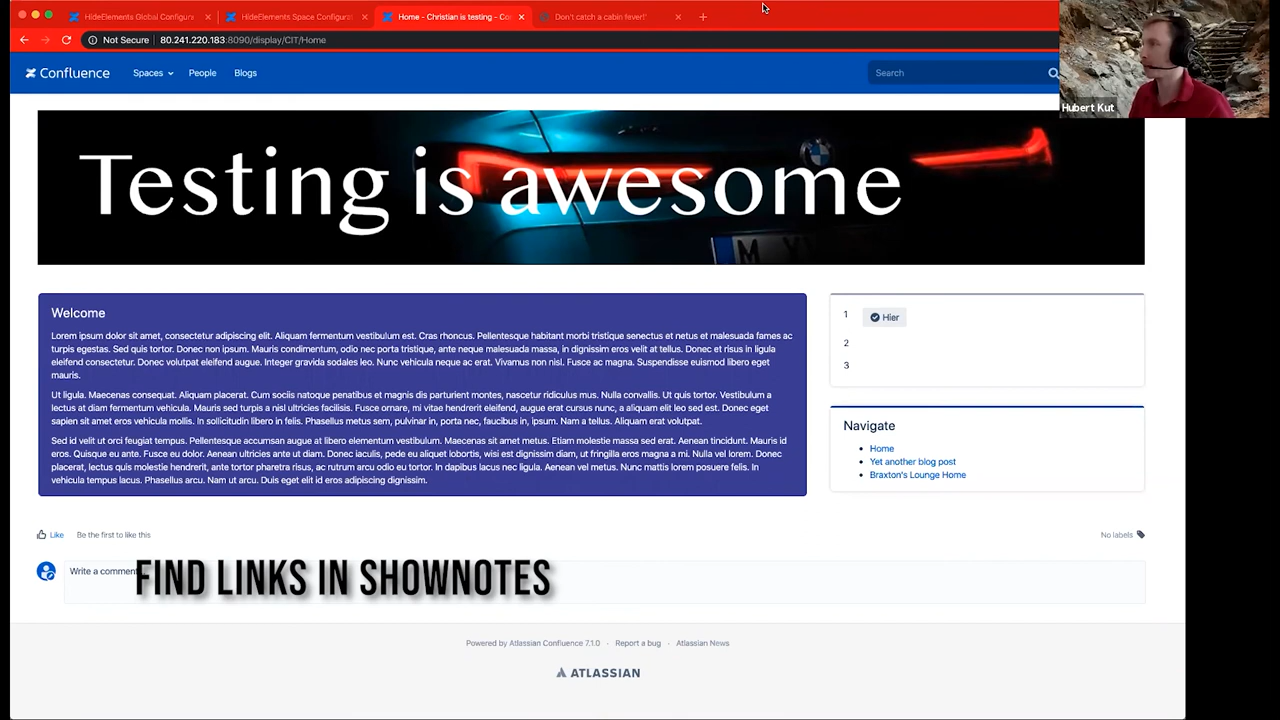 HideElements Global Configura
HideElements Space Configurat
Home - Christian is testing - Co
Don't catch a cabin fever!'
Not Secure
80.241.220.183:8090/display/CIT/Home
Confluence
Spaces
People
Blogs
Search
Hubert Kut
Testing is awesome
M
Welcome
Lorem ipsum dolor sit amet, consectetur adipiscing elit. Aliquam fermentum vestibulum est. Cras rhoncus. Pellentesque habitant morbi tristique senectus et netus et malesuada fames ac
turpis egestas. Sed quis tortor. Donec non ipsum. Mauris condimentum, odio nec porta tristique, ante neque malesuada massa, in dignissim eros velit at tellus. Donec et risus in ligula
eleifend consectetur. Donec volutpat eleifend augue. Integer gravida sodales leo. Nunc vehicula neque ac erat. Vivamus non nisl. Fusce ac magna. Suspendisse euismod libero eget
mauris.
Ut ligula. Maecenas consequat. Aliquam placerat. Cum sociis natoque penatibus et magnis dis parturient montes, nascetur ridiculus mus. Nulla convallis. Ut quis tortor. Vestibulum a
lectus at diam fermentum vehicula. Mauris sed turpis a nisl ultricies facilisis. Fusce ornare, mi vitae hendrerit eleifend, augue erat cursus nunc, a aliquam elit leo sed est. Donec eget
sapien sit amet eros vehicula mollis. In sollicitudin libero in felis. Phasellus metus sem, pulvinar in, porta nec, faucibus in, ipsum. Nam a tellus. Aliquam erat volutpat.
Sed id velit ut orci feugiat tempus. Pellentesque accumsan augue at libero elementum vestibulum. Maecenas sit amet metus. Etiam molestie massa sed erat. Aenean tincidunt. Mauris id
eros. Quisque eu ante. Fusce eu dolor. Aenean ultricies ante ut diam. Donec iaculis, pede eu aliquet lobortis, wisi est dignissim diam, ut fringilla eros magna a mi. Nulla vel lorem. Donec
placerat, lectus quis molestie hendrerit, ante tortor pharetra risus, ac rutrum arcu odio eu tortor. In dapibus lacus nec ligula. Aenean vel metus. Nunc mattis lorem posuere felis. In
vehicula tempus lacus. Phasellus arcu. Nam ut arcu. Duis eget elit id eros adipiscing dignissim.
1 Hier
2
3
Navigate
Home
Yet another blog post
Braxton's Lounge Home
Like
Be the first to like this
No labels
Write a comment
FIND LINKS IN SHOWNOTES
Powered by Atlassian Confluence 7.1.0 · Report a bug · Atlassian News
ATLASSIAN